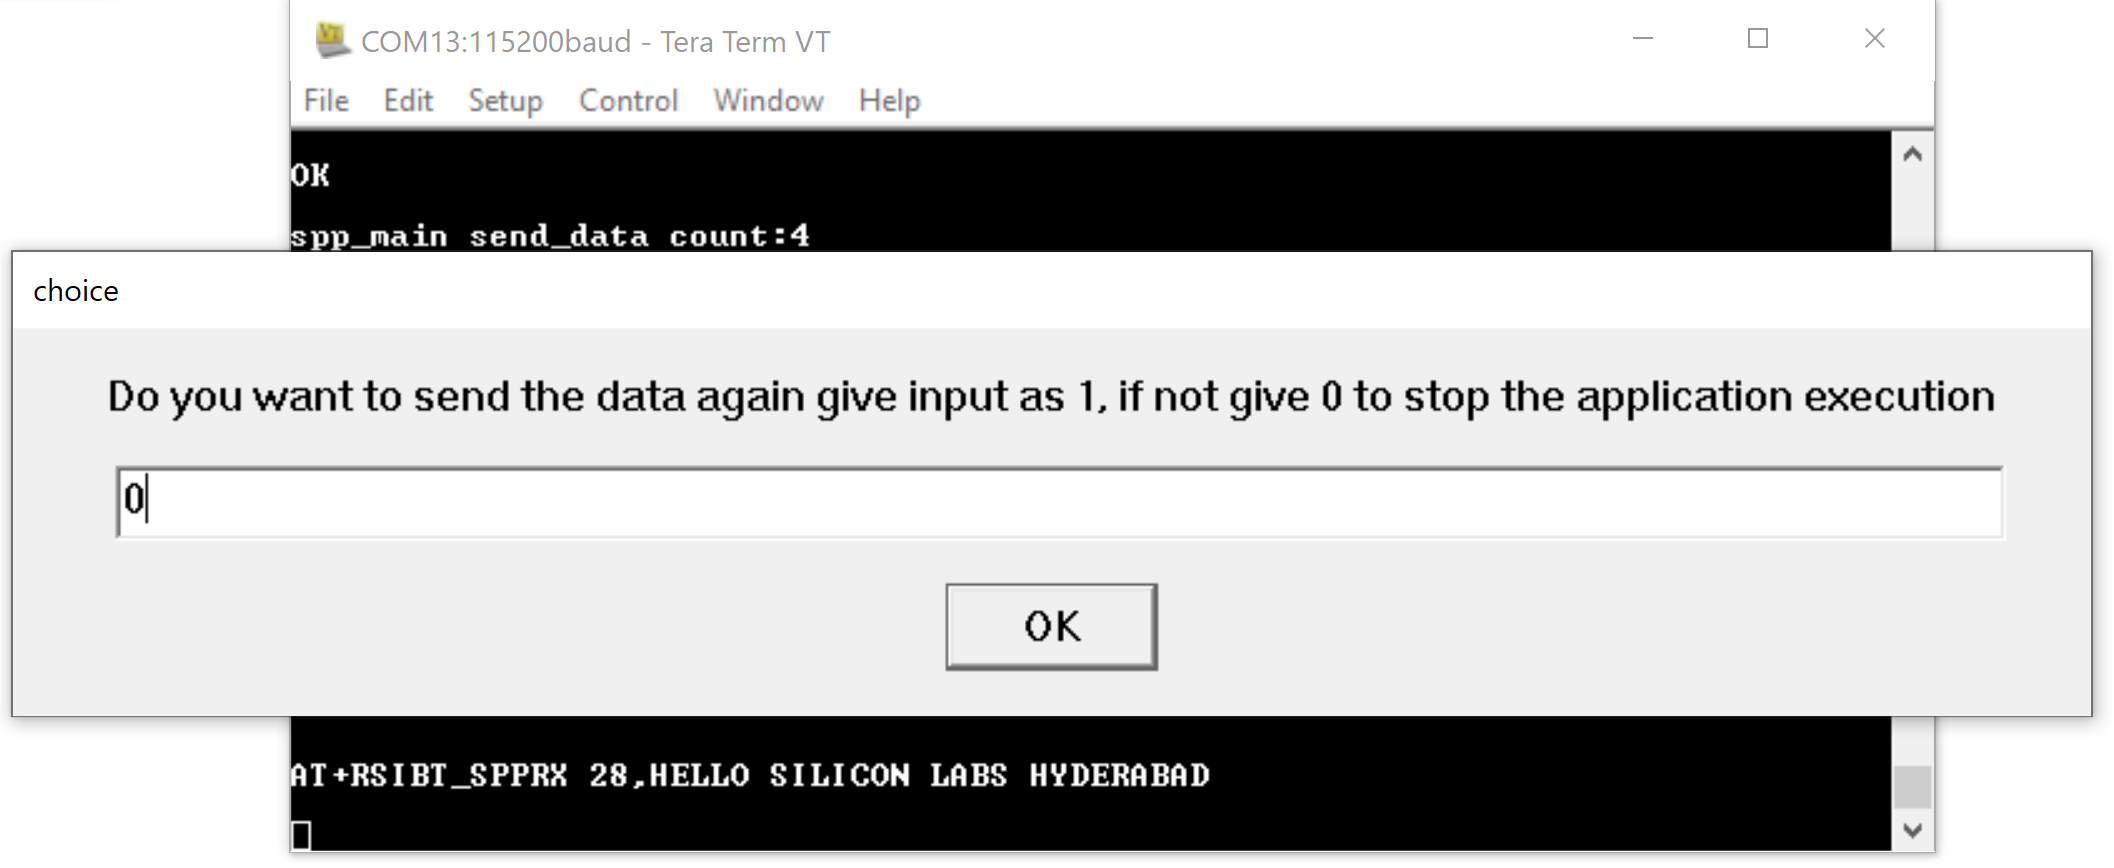 COM13:115200baud - Tera Term VT
File Edit Setup Control Window Help
OK
spp_main send_data count:4
choice
Do you want to send the data again give input as 1, if not give 0 to stop the application execution
0
OK
AT+RSIBT_SPPRX 28,HELLO SILICON LABS HYDERABAD